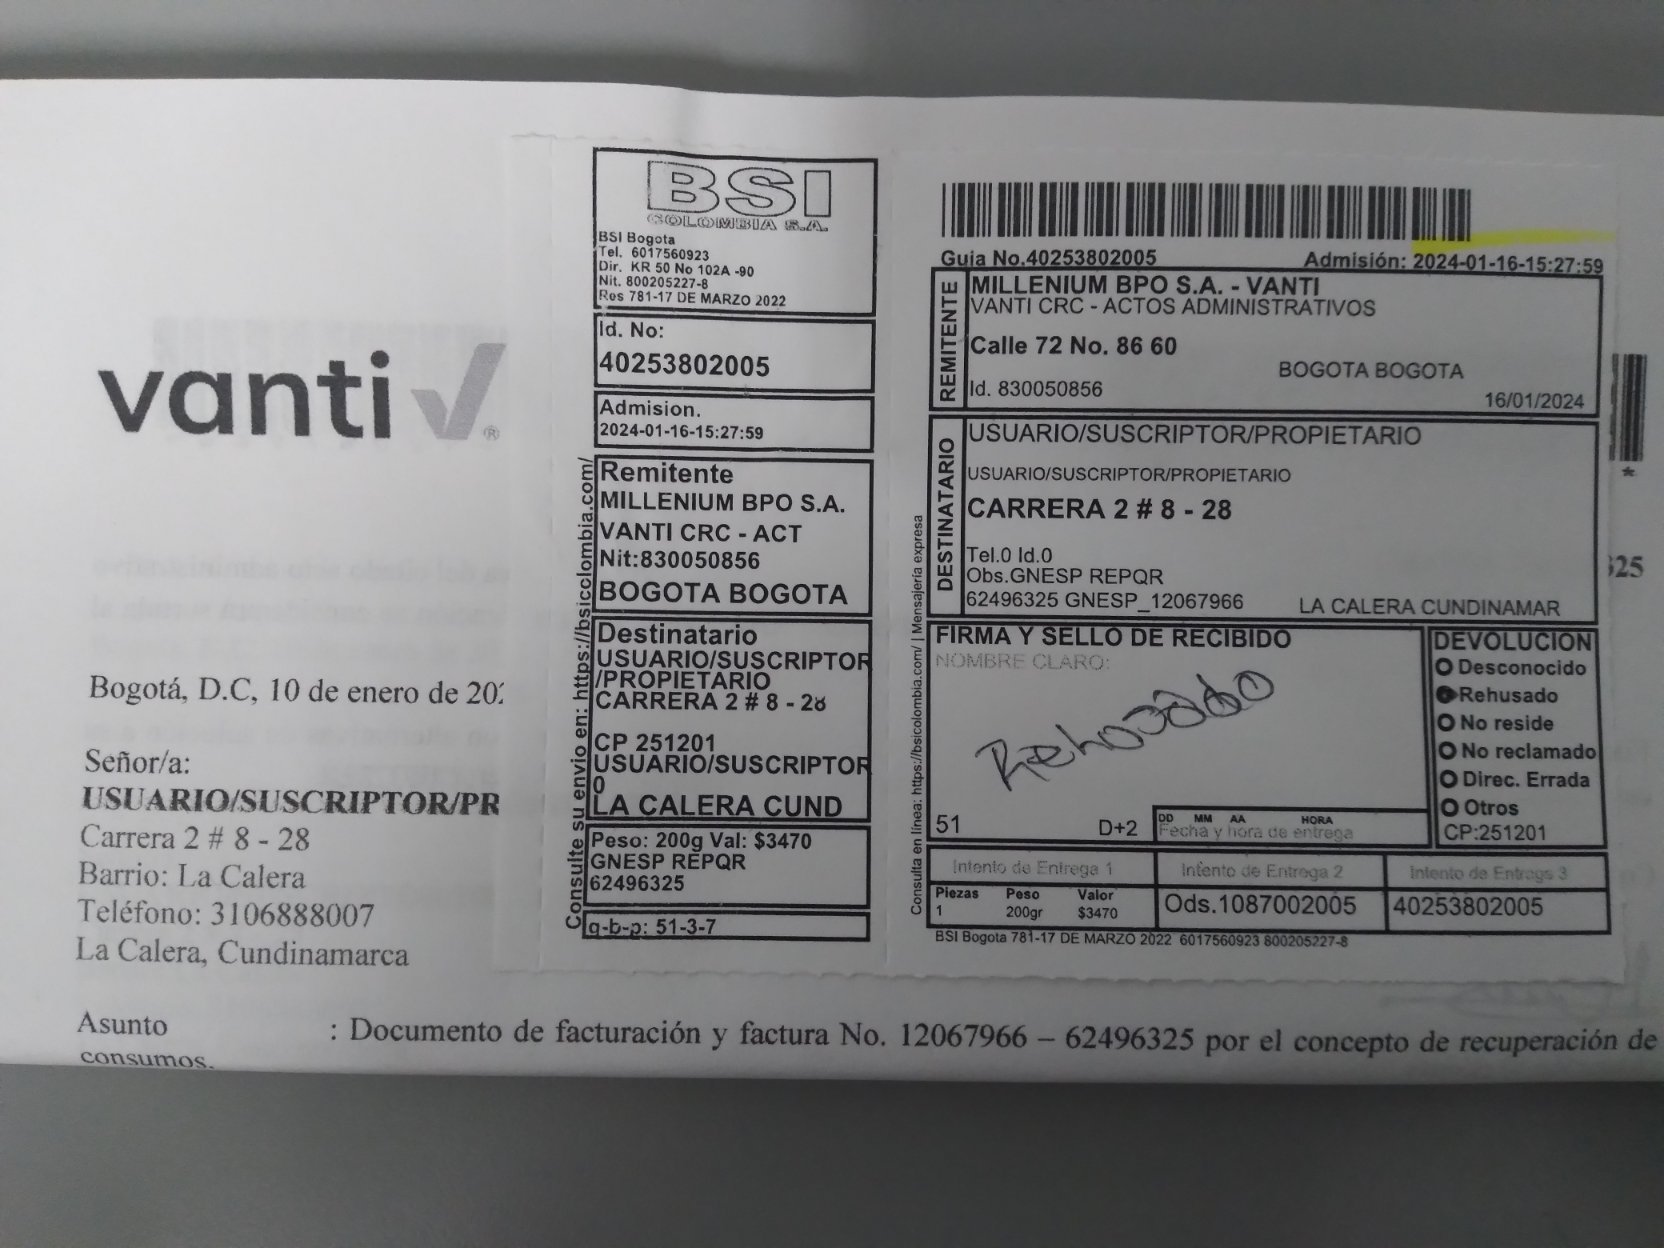 vanti
®
Bogotá, D.C, 10 de enero de 20
Señor/a:
USUARIO/SUSCRIPTOR/PR
Carrera 2 # 8 - 28
Barrio: La Calera
Teléfono: 3106888007
La Calera, Cundinamarca
Asunto : Documento de facturación y factura No. 12067966 – 62496325 por el concepto de recuperación de
consumos.
Consulte su envio en: https://bsicolombia.com/
BSI
COLOMBIA S.A.
BSI Bogota
Tel. 6017560923
Dir. KR 50 No 102A -90
Nit. 800205227-8
Res 781-17 DE MARZO 2022
Id. No:
40253802005
Admision.
2024-01-16-15:27:59
Remitente
MILLENIUM BPO S.A.
VANTI CRC - ACT
Nit:830050856
BOGOTA BOGOTA
Destinatario
USUARIO/SUSCRIPTOR
/PROPIETARIO
CARRERA 2 # 8 - 28
CP 251201
USUARIO/SUSCRIPTOR
0
LA CALERA CUND
Peso: 200g Val: $3470
GNESP REPQR
62496325
q-b-p: 51-3-7
Consulta en linea: https://bsicolombia.com/ | Mensajeria expresa
Guia No.40253802005 Admisión: 2024-01-16-15:27:59
REMITENTE
MILLENIUM BPO S.A. - VANTI
VANTI CRC - ACTOS ADMINISTRATIVOS
Calle 72 No. 86 60
BOGOTA BOGOTA
Id. 830050856
16/01/2024
DESTINATARIO
USUARIO/SUSCRIPTOR/PROPIETARIO
USUARIO/SUSCRIPTOR/PROPIETARIO
CARRERA 2 # 8 - 28
Tel.0 Id.0
Obs.GNESP REPQR
62496325 GNESP_12067966 LA CALERA CUNDINAMAR
FIRMA Y SELLO DE RECIBIDO
NOMBRE CLARO:
Rehusado
51 D+2
DD MM AA HORA
Fecha y hora de entrega
DEVOLUCION
Desconocido
Rehusado
No reside
No reclamado
Direc. Errada
Otros
CP:251201
Intento de Entrega 1 Intento de Entrega 2 Intento de Entrega 3
Piezas Peso Valor
1 200gr $3470
Ods.1087002005 40253802005
BSI Bogota 781-17 DE MARZO 2022 6017560923 800205227-8
*
325